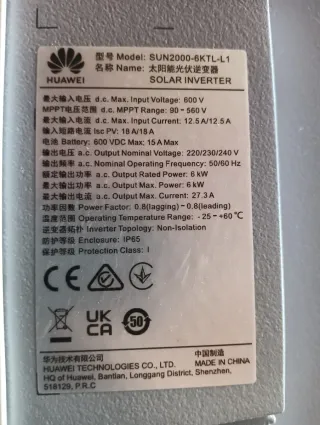 HUAWEI
型号 Model: SUN2000-6KTL-L1
名称 Name: 太阳能光伏逆变器
SOLAR INVERTER
最大输入电压 d.c. Max. Input Voltage: 600 V
MPPT电压范围 d.c. MPP Range: 90 - 560 V
最大输入电流 d.c. Max. Input Current: 12.5 A/12.5 A
输入短路电流 Isc PV: 18 A/18 A
电池 Battery: 600 VDC Max; 15 A Max
输出电压 a.c. Output Nominal Voltage: 220/230/240 V
输出频率 a.c. Nominal Operating Frequency: 50/60 Hz
额定输出功率 a.c. Output Rated Power: 6 kW
最大输出功率 a.c. Output Max. Power: 6 kW
最大输出电流 a.c. Output Max. Current: 27.3 A
功率因数 Power Factor: 0.8(lagging) ~ 0.8(leading)
温度范围 Operating Temperature Range: - 25 ~ +60℃
逆变器拓扑 Inverter Topology: Non-Isolation
防护等级 Enclosure: IP65
保护等级 Protection Class: I
CE
UK
CA
50
华为技术有限公司 中国制造
HUAWEI TECHNOLOGIES CO., LTD. MADE IN CHINA
HQ of Huawei, Bantian, Longgang District, Shenzhen,
518129, P.R.C